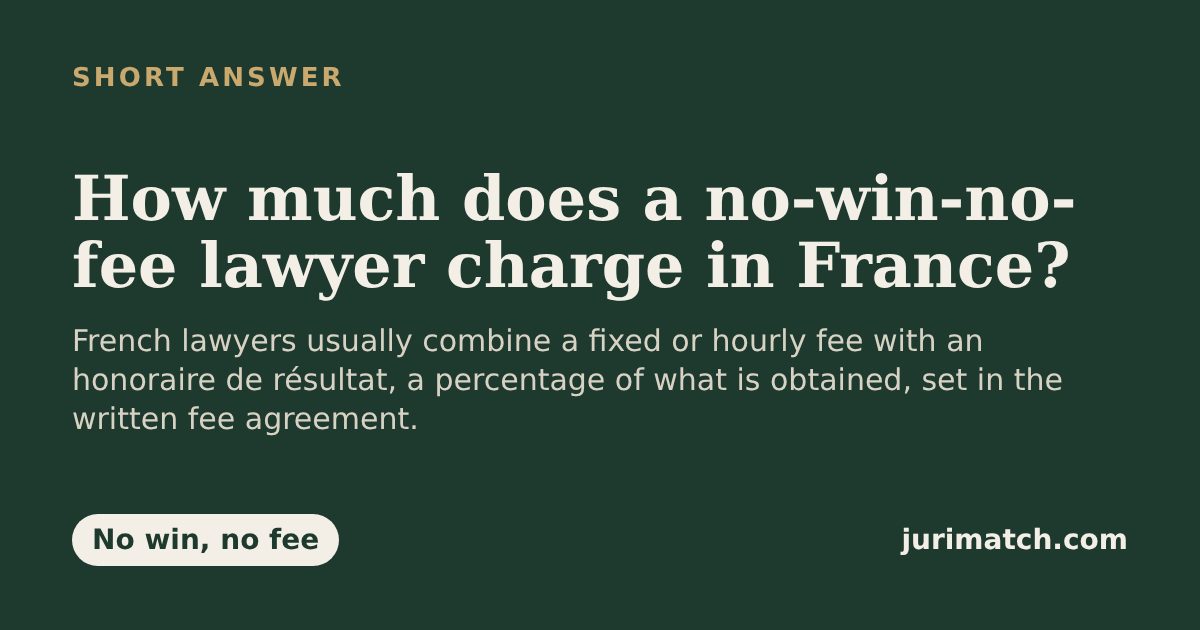 SHORT ANSWER
How much does a no-win-no-
fee lawyer charge in France?
French lawyers usually combine a fixed or hourly fee with an
honoraire de résultat, a percentage of what is obtained, set in the
written fee agreement.
No win, no fee
jurimatch.com